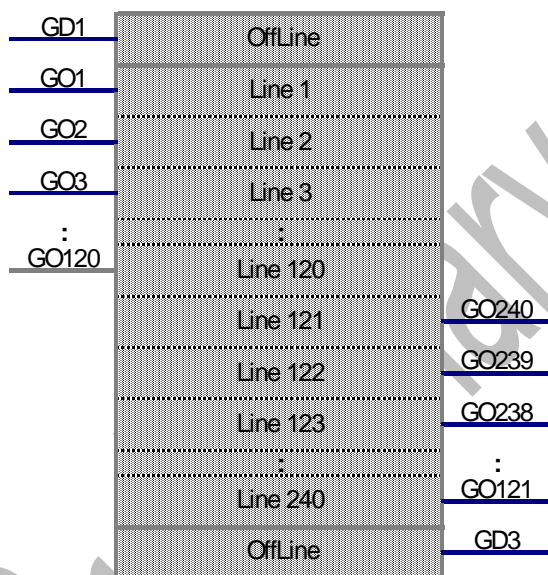 GD1 OffLine
GO1 Line 1
GO2 Line 2
GO3 Line 3
: :
GO120 Line 120
Line 121 GO240
Line 122 GO239
Line 123 GO238
: :
Line 240 GO121
OffLine GD3